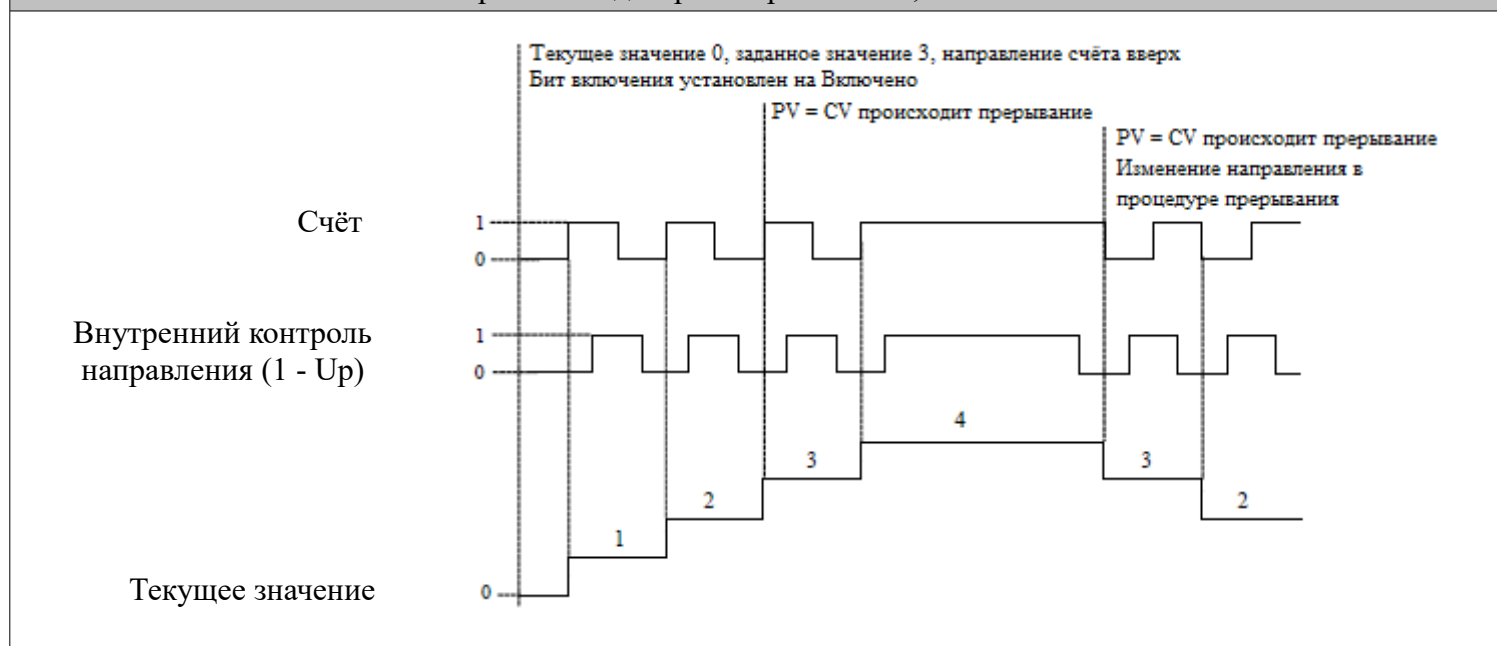 Текущее значение 0, заданное значение 3, направление счёта вверх
Бит включения установлен на Включено
PV = CV происходит прерывание
PV = CV происходит прерывание
Изменение направления в
процедуре прерывания
Счёт
1
0
Внутренний контроль
направления (1 - Up)
1
0
4
3
3
2
2
1
Текущее значение
0